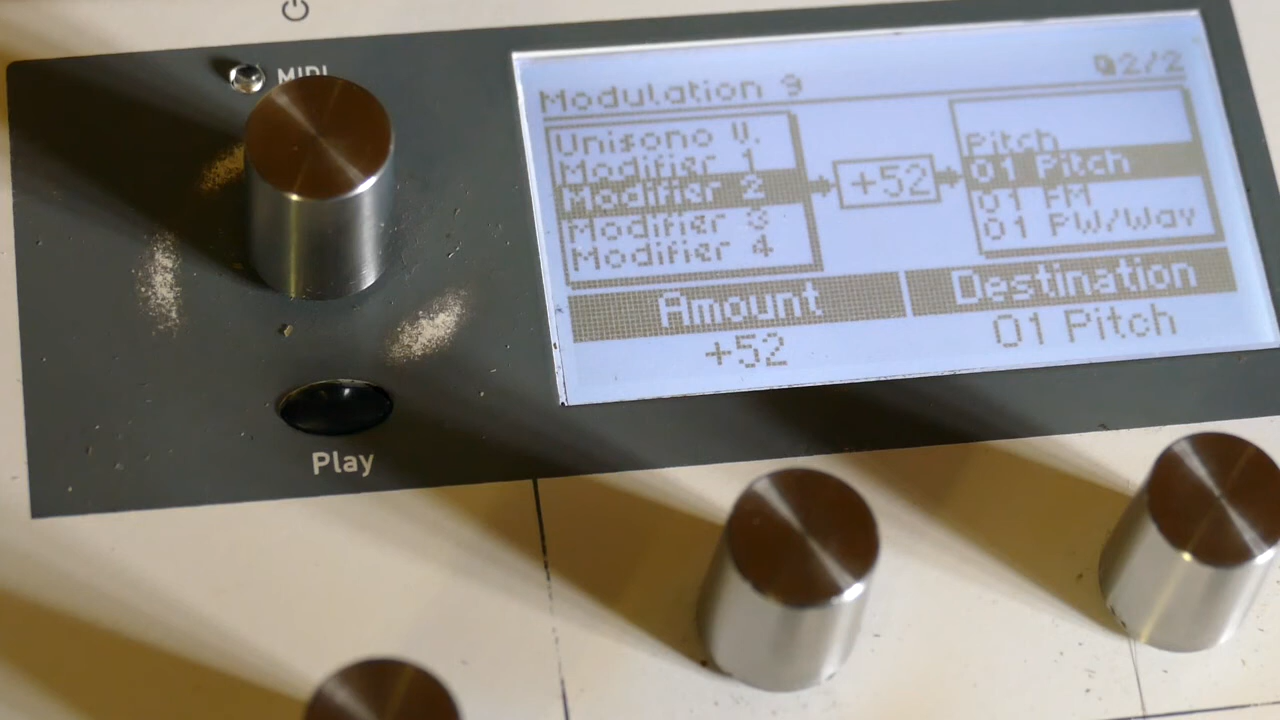 MIDI
Modulation 9
2/2
Unisono V.
Modifier 1
Modifier 2
Modifier 3
Modifier 4
+52
Pitch
O1 Pitch
O1 FM
O1 PW/Wav
Amount
Destination
+52
O1 Pitch
Play